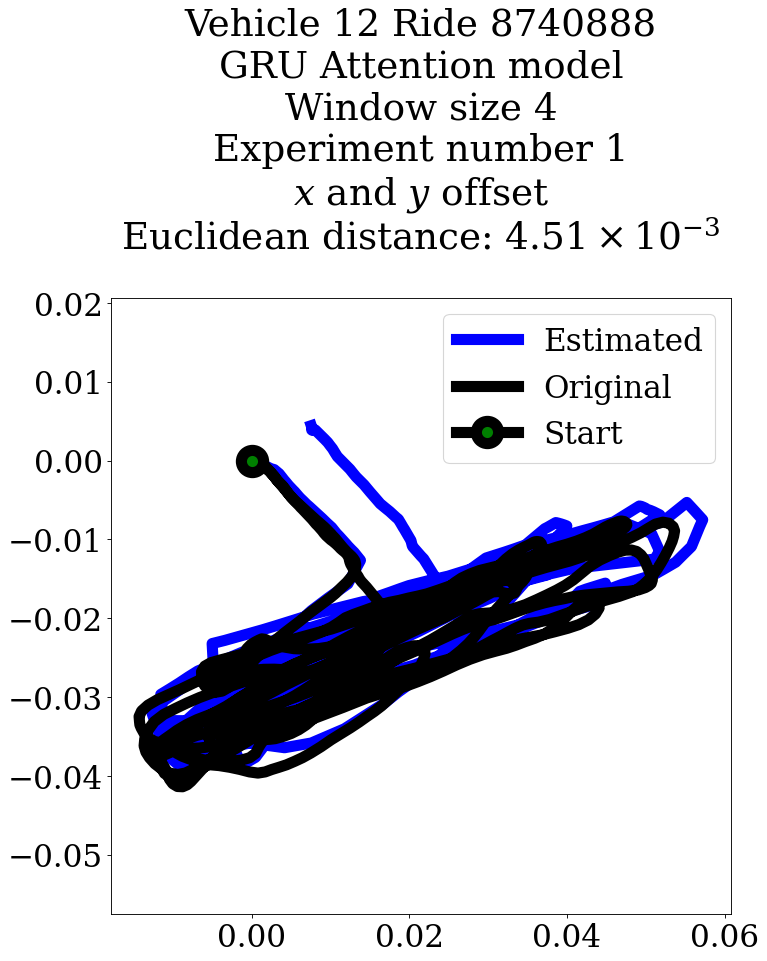 Vehicle 12 Ride 8740888
GRU Attention model
Window size 4
Experiment number 1
x and y offset
Euclidean distance: 4.51 × 10⁻³
0.02
0.01
0.00
−0.01
−0.02
−0.03
−0.04
−0.05
Estimated
Original
Start
0.00 0.02 0.04 0.06